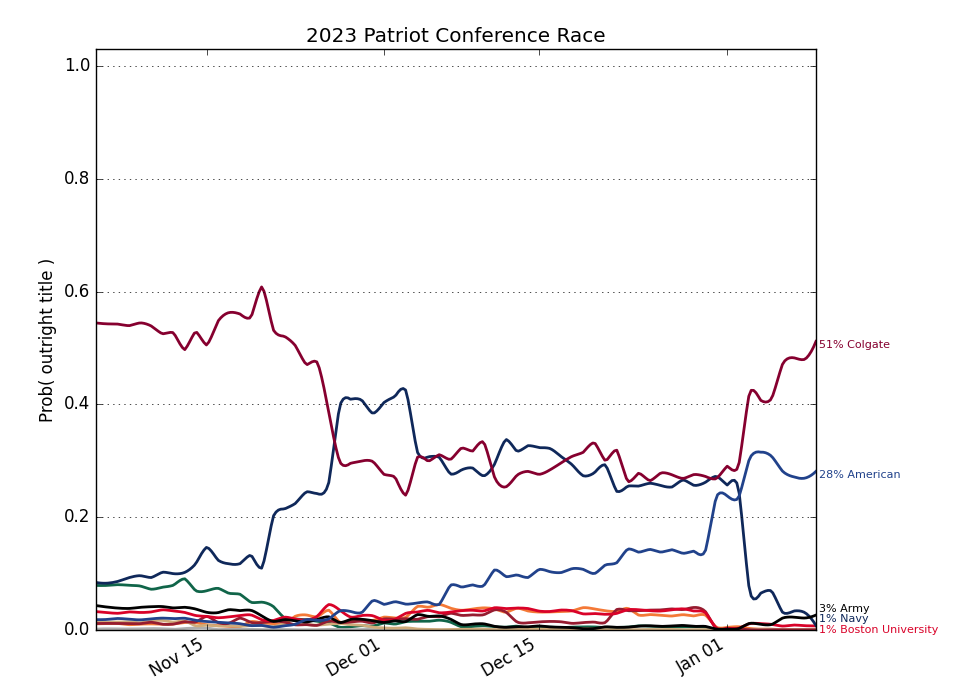 2023 Patriot Conference Race
Prob( outright title )
1.0
0.8
0.6
0.4
0.2
0.0
Nov 15
Dec 01
Dec 15
Jan 01
51% Colgate
28% American
3% Army
1% Navy
1% Boston University